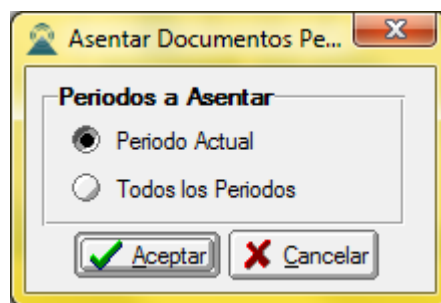 Asentar Documentos Pe...
Periodos a Asentar
Periodo Actual
Todos los Periodos
Aceptar
Cancelar